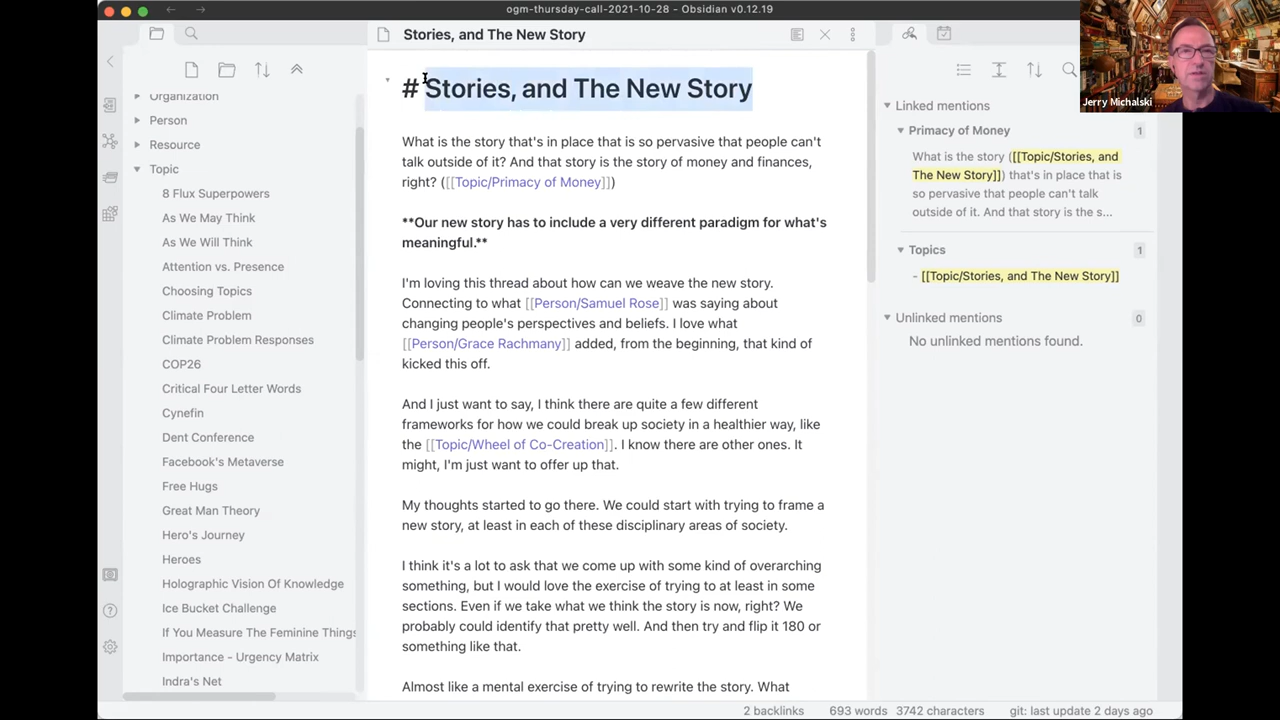 ogm-thursday-call-2021-10-28 - Obsidian v0.12.19
Stories, and The New Story
Organization
Person
Resource
Topic
8 Flux Superpowers
As We May Think
As We Will Think
Attention vs. Presence
Choosing Topics
Climate Problem
Climate Problem Responses
COP26
Critical Four Letter Words
Cynefin
Dent Conference
Facebook's Metaverse
Free Hugs
Great Man Theory
Hero's Journey
Heroes
Holographic Vision Of Knowledge
Ice Bucket Challenge
If You Measure The Feminine Things
Importance - Urgency Matrix
Indra's Net
# Stories, and The New Story
What is the story that's in place that is so pervasive that people can't
talk outside of it? And that story is the story of money and finances,
right? ([[Topic/Primacy of Money]])
**Our new story has to include a very different paradigm for what's
meaningful.**
I'm loving this thread about how can we weave the new story.
Connecting to what [[Person/Samuel Rose]] was saying about
changing people's perspectives and beliefs. I love what
[[Person/Grace Rachmany]] added, from the beginning, that kind of
kicked this off.
And I just want to say, I think there are quite a few different
frameworks for how we could break up society in a healthier way, like
the [[Topic/Wheel of Co-Creation]]. I know there are other ones. It
might, I'm just want to offer up that.
My thoughts started to go there. We could start with trying to frame a
new story, at least in each of these disciplinary areas of society.
I think it's a lot to ask that we come up with some kind of overarching
something, but I would love the exercise of trying to at least in some
sections. Even if we take what we think the story is now, right? We
probably could identify that pretty well. And then try and flip it 180 or
something like that.
Almost like a mental exercise of trying to rewrite the story. What
Linked mentions
Primacy of Money 1
What is the story ([[Topic/Stories, and
The New Story]]) that's in place that is
so pervasive that people can't talk
outside of it. And that story is the s...
Topics 1
- [[Topic/Stories, and The New Story]]
Unlinked mentions 0
No unlinked mentions found.
2 backlinks 693 words 3742 characters git: last update 2 days ago
Jerry Michalski